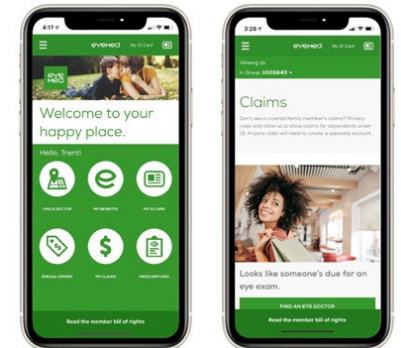 4:17
eyemed
My ID Card
eye
med
Welcome to your
happy place.
Hello, Trent!
FIND A DOCTOR
MY BENEFITS
MY ID CARD
SPECIAL OFFERS
MY CLAIMS
PRESCRIPTIONS
Read the member bill of rights
3:28
eyemed
My ID Card
Viewing as
in Group: 1005843
Claims
Don't see a covered family member's claims? Privacy
rules only allow us to show claims for dependents under
18. Anyone older will need to create a separate account.
Looks like someone's due for an
eye exam.
FIND AN EYE DOCTOR
Read the member bill of rights